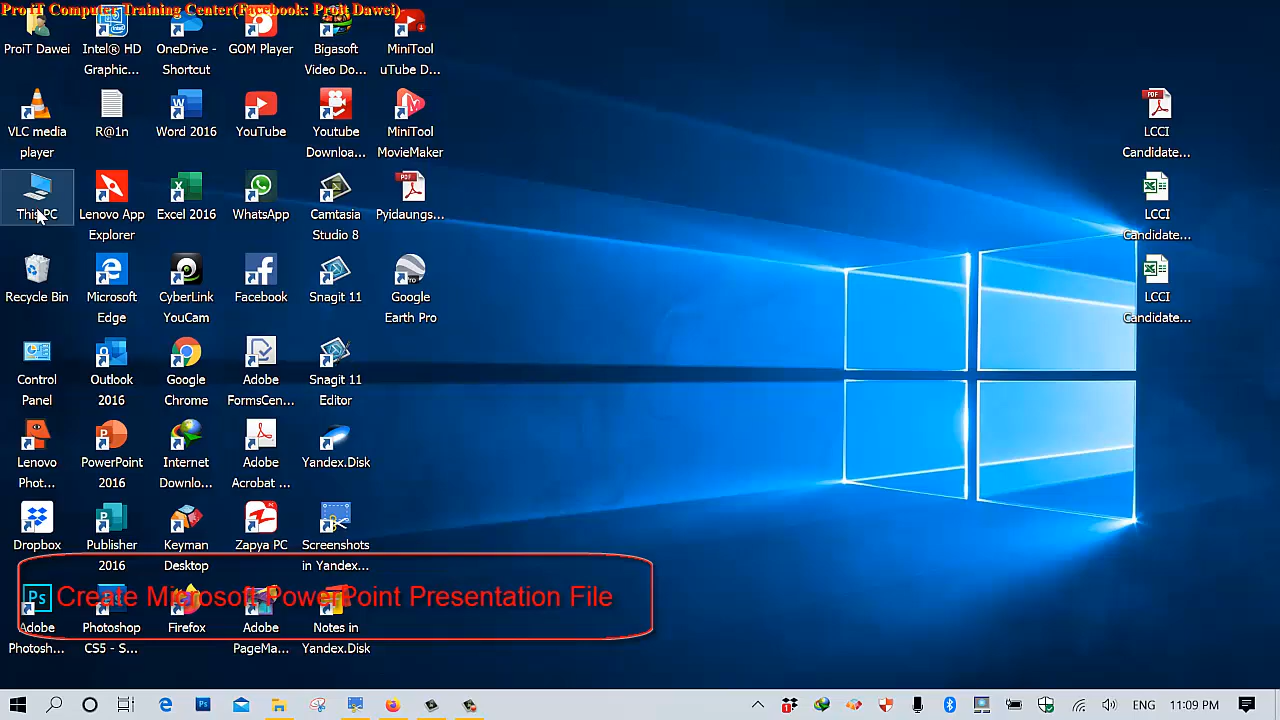 ProiT Computer Training Center(Facebook: Proit Dawei)
ProiT Dawei
Intel® HD
Graphic...
OneDrive -
Shortcut
GOM Player
Bigasoft
Video Do...
MiniTool
uTube D...
VLC media
player
R@1n
Word 2016
YouTube
Youtube
Downloa...
MiniTool
MovieMaker
PDF
LCCI
Candidate...
This PC
Lenovo App
Explorer
Excel 2016
WhatsApp
Camtasia
Studio 8
PDF
Pyidaungs...
LCCI
Candidate...
Recycle Bin
Microsoft
Edge
CyberLink
YouCam
Facebook
Snagit 11
Google
Earth Pro
LCCI
Candidate...
Control
Panel
Outlook
2016
Google
Chrome
Adobe
FormsCen...
Snagit 11
Editor
Lenovo
Phot...
PowerPoint
2016
Internet
Downlo...
Adobe
Acrobat ...
Yandex.Disk
Dropbox
Publisher
2016
Keyman
Desktop
Zapya PC
Screenshots
in Yandex...
Create Microsoft PowerPoint Presentation File
Ps
Adobe
Photosh...
Photoshop
CS5 - S...
Firefox
Adobe
PageMa...
Notes in
Yandex.Disk
ENG
11:09 PM